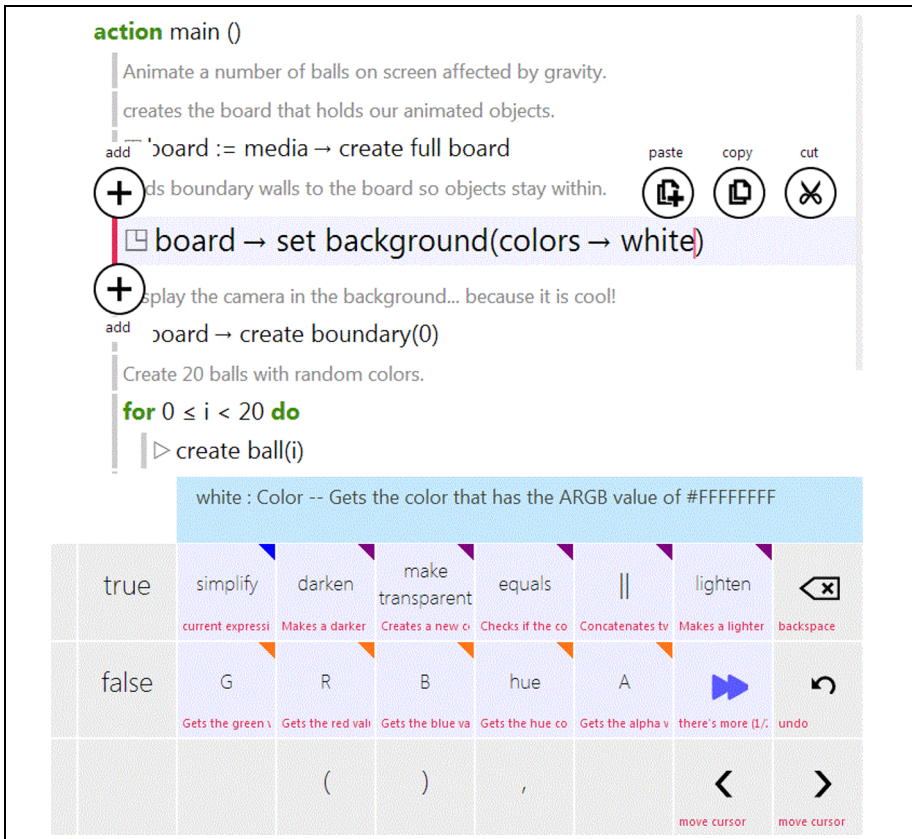 action main ()
Animate a number of balls on screen affected by gravity.
creates the board that holds our animated objects.
add
board := media → create full board
paste copy cut
ds boundary walls to the board so objects stay within.
board → set background(colors → white)
splay the camera in the background... because it is cool!
add
board → create boundary(0)
Create 20 balls with random colors.
for 0 ≤ i < 20 do
create ball(i)
white : Color -- Gets the color that has the ARGB value of #FFFFFFFF
true simplify darken make transparent equals || lighten
current expressi Makes a darker Creates a new c Checks if the co Concatenates tv Makes a lighter backspace
false G R B hue A
Gets the green v Gets the red valu Gets the blue va Gets the hue co Gets the alpha v there's more (1/2 undo
( ) ,
move cursor move cursor